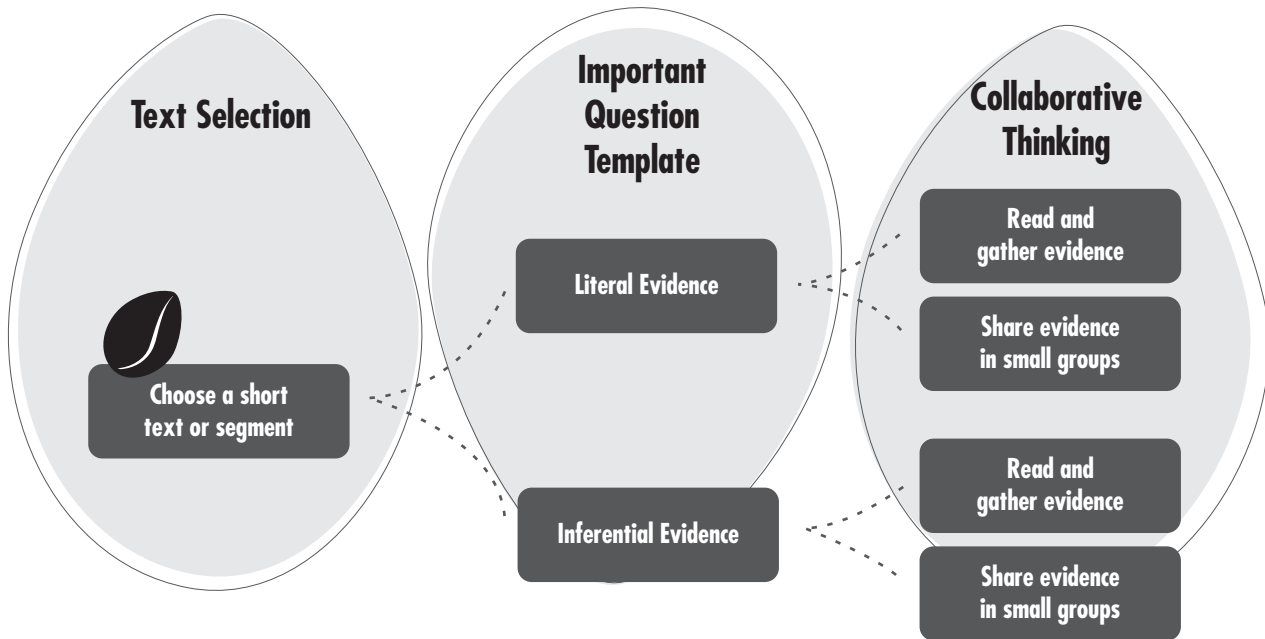 Text Selection
Choose a short
text or segment
Important
Question
Template
Literal Evidence
Inferential Evidence
Collaborative
Thinking
Read and
gather evidence
Share evidence
in small groups
Read and
gather evidence
Share evidence
in small groups